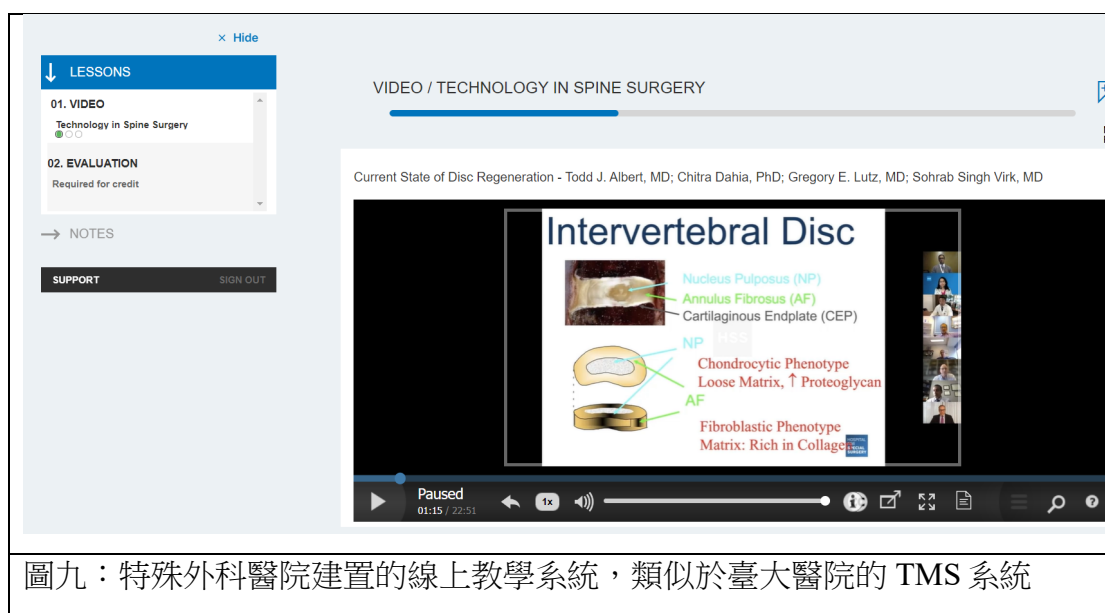 × Hide
LESSONS
01. VIDEO
Technology in Spine Surgery
02. EVALUATION
Required for credit
NOTES
SUPPORT SIGN OUT
VIDEO / TECHNOLOGY IN SPINE SURGERY
Current State of Disc Regeneration - Todd J. Albert, MD; Chitra Dahia, PhD; Gregory E. Lutz, MD; Sohrab Singh Virk, MD
Intervertebral Disc
Nucleus Pulposus (NP)
Annulus Fibrosus (AF)
Cartilaginous Endplate (CEP)
HSS
NP
Chondrocytic Phenotype
Loose Matrix, ↑ Proteoglycan
AF
Fibroblastic Phenotype
Matrix: Rich in Collagen
HOSPITAL
SPECIAL
SURGERY
Paused
01:15 / 22:51
1x
圖九：特殊外科醫院建置的線上教學系統，類似於臺大醫院的 TMS 系統